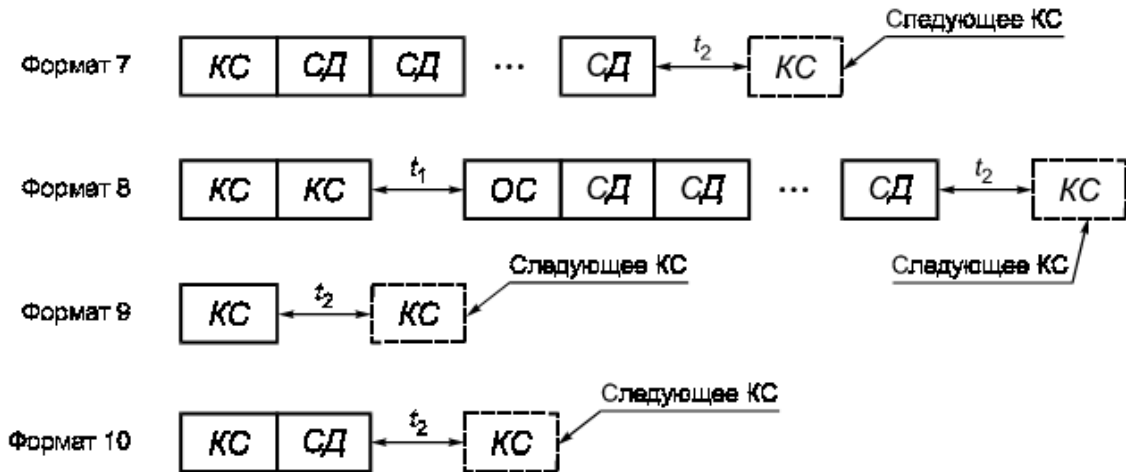 Следующее КС
Формат 7 КС СД СД ... СД t2 КС
Формат 8 КС КС t1 ОС СД СД ... СД t2 КС
Следующее КС Следующее КС
Формат 9 КС t2 КС
Следующее КС
Формат 10 КС СД t2 КС